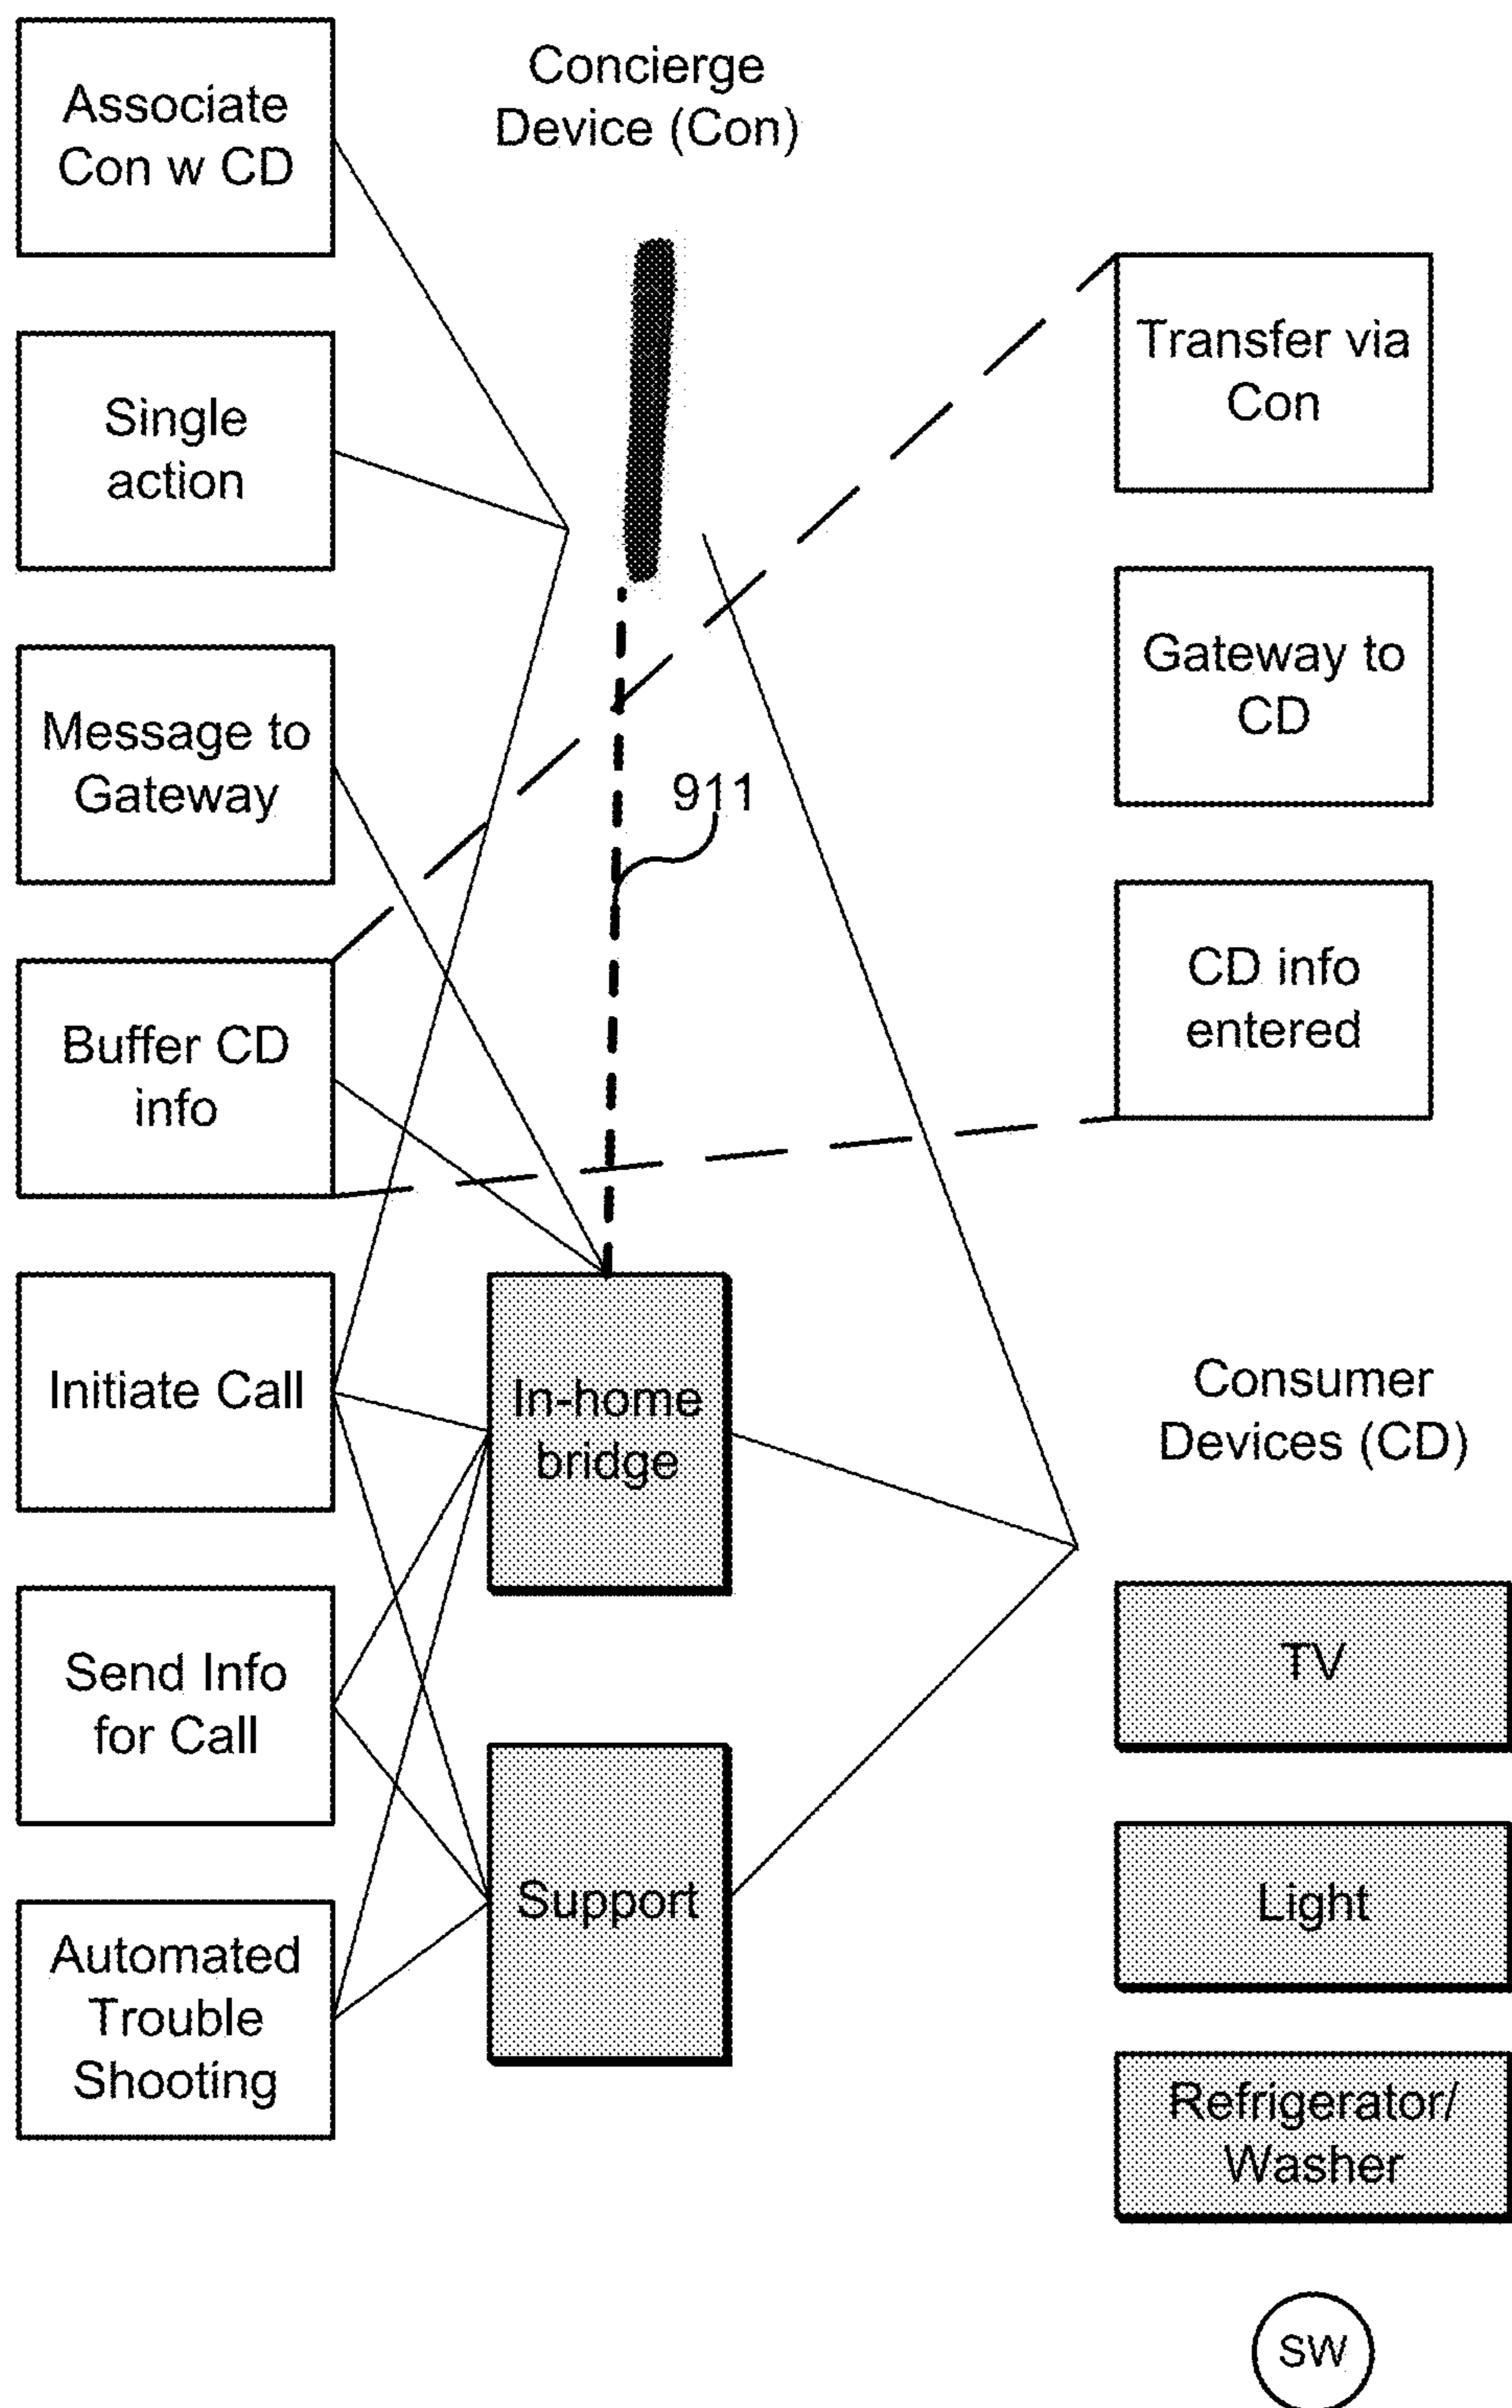 Associate
Con w CD
Concierge
Device (Con)
Single
action
Transfer via
Con
Message to
Gateway
Gateway to
CD
911
Buffer CD
info
CD info
entered
Initiate Call
In-home
bridge
Consumer
Devices (CD)
Send Info
for Call
TV
Support
Light
Automated
Trouble
Shooting
Refrigerator/
Washer
SW